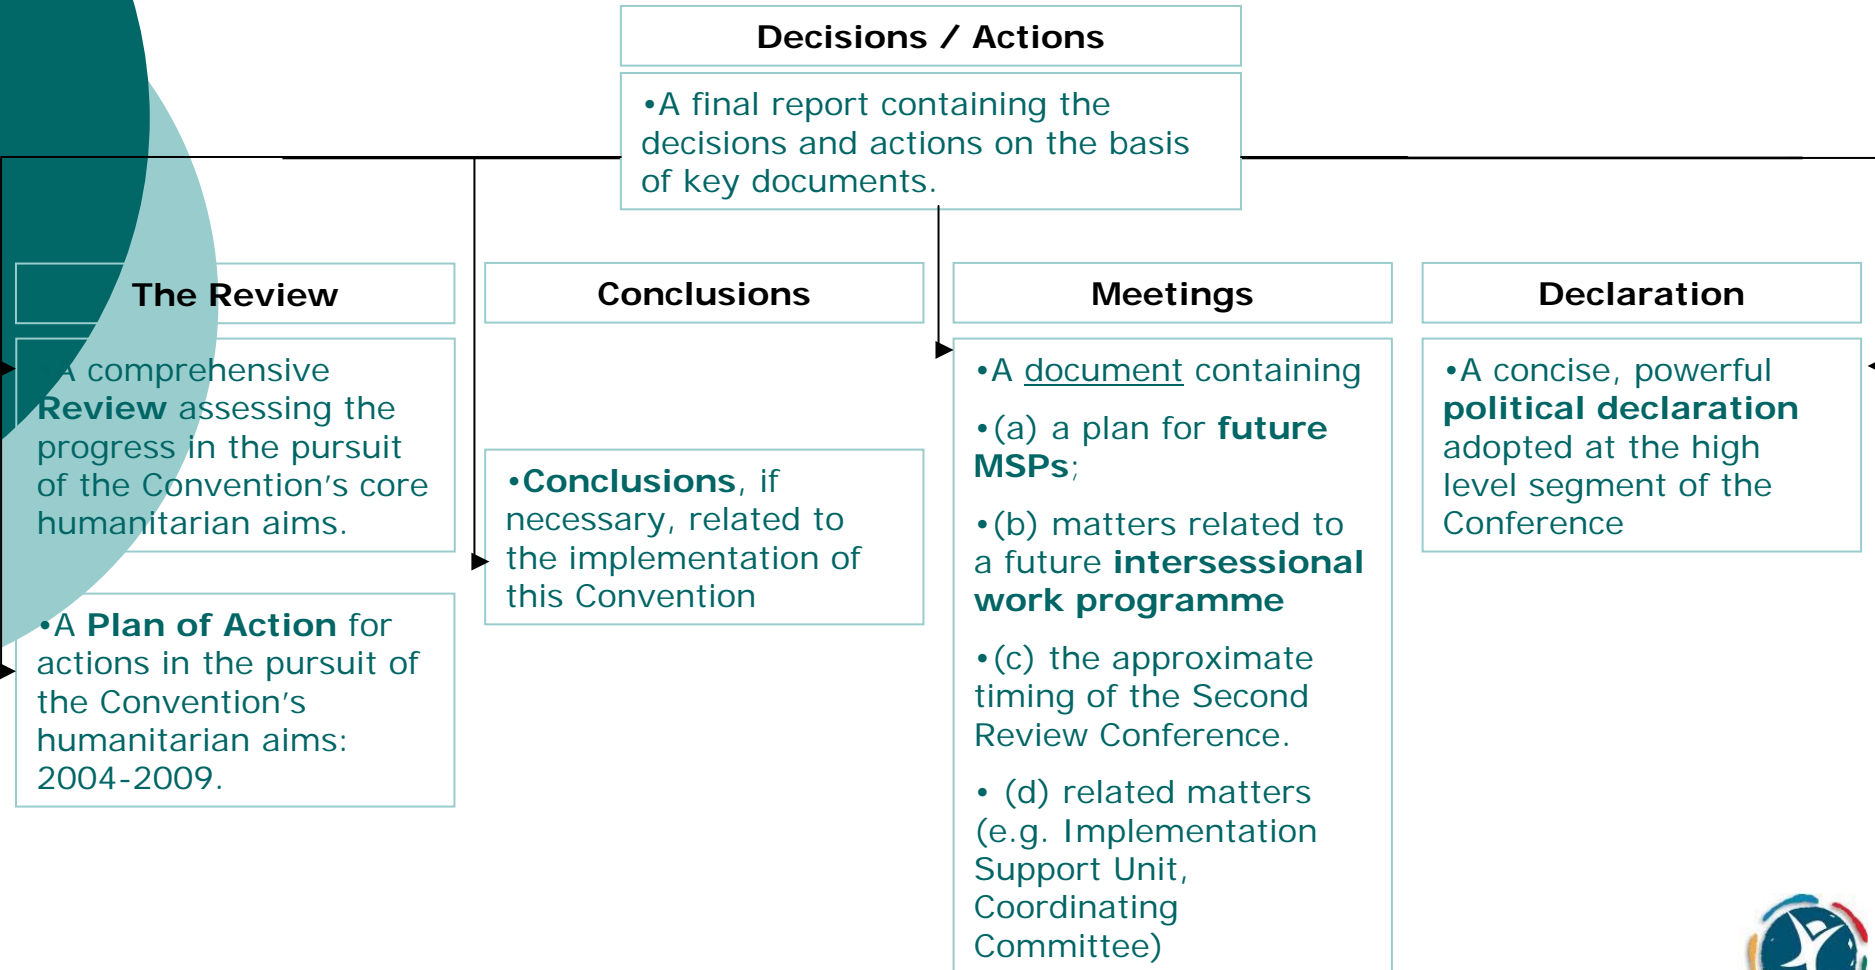 Decisions / Actions
•A final report containing the
decisions and actions on the basis
of key documents.
The Review
•A comprehensive
Review assessing the
progress in the pursuit
of the Convention's core
humanitarian aims.
•A Plan of Action for
actions in the pursuit of
the Convention's
humanitarian aims:
2004-2009.
Conclusions
•Conclusions, if
necessary, related to
the implementation of
this Convention
Meetings
•A document containing
•(a) a plan for future
MSPs;
•(b) matters related to
a future intersessional
work programme
•(c) the approximate
timing of the Second
Review Conference.
• (d) related matters
(e.g. Implementation
Support Unit,
Coordinating
Committee)
Declaration
•A concise, powerful
political declaration
adopted at the high
level segment of the
Conference